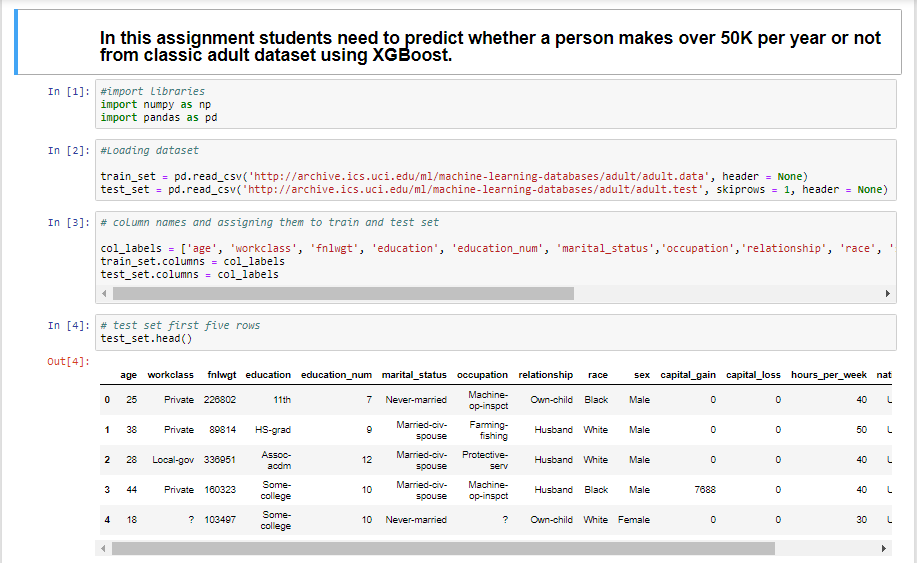 In this assignment students need to predict whether a person makes over 50K per year or not
from classic adult dataset using XGBoost.
In [1]:
#import libraries
import numpy as np
import pandas as pd
In [2]:
#Loading dataset
train_set = pd.read_csv('http://archive.ics.uci.edu/ml/machine-learning-databases/adult/adult.data', header = None)
test_set = pd.read_csv('http://archive.ics.uci.edu/ml/machine-learning-databases/adult/adult.test', skiprows = 1, header = None)
In [3]:
# column names and assigning them to train and test set
col_labels = ['age', 'workclass', 'fnlwgt', 'education', 'education_num', 'marital_status','occupation','relationship', 'race', '
train_set.columns = col_labels
test_set.columns = col_labels
In [4]:
# test set first five rows
test_set.head()
Out[4]:
age workclass fnlwgt education education_num marital_status occupation relationship race sex capital_gain capital_loss hours_per_week nati
0 25 Private 226802 11th 7 Never-married Machine-op-inspct Own-child Black Male 0 0 40 U
1 38 Private 89814 HS-grad 9 Married-civ-spouse Farming-fishing Husband White Male 0 0 50 U
2 28 Local-gov 336951 Assoc-acdm 12 Married-civ-spouse Protective-serv Husband White Male 0 0 40 U
3 44 Private 160323 Some-college 10 Married-civ-spouse Machine-op-inspct Husband Black Male 7688 0 40 U
4 18 ? 103497 Some-college 10 Never-married ? Own-child White Female 0 0 30 U